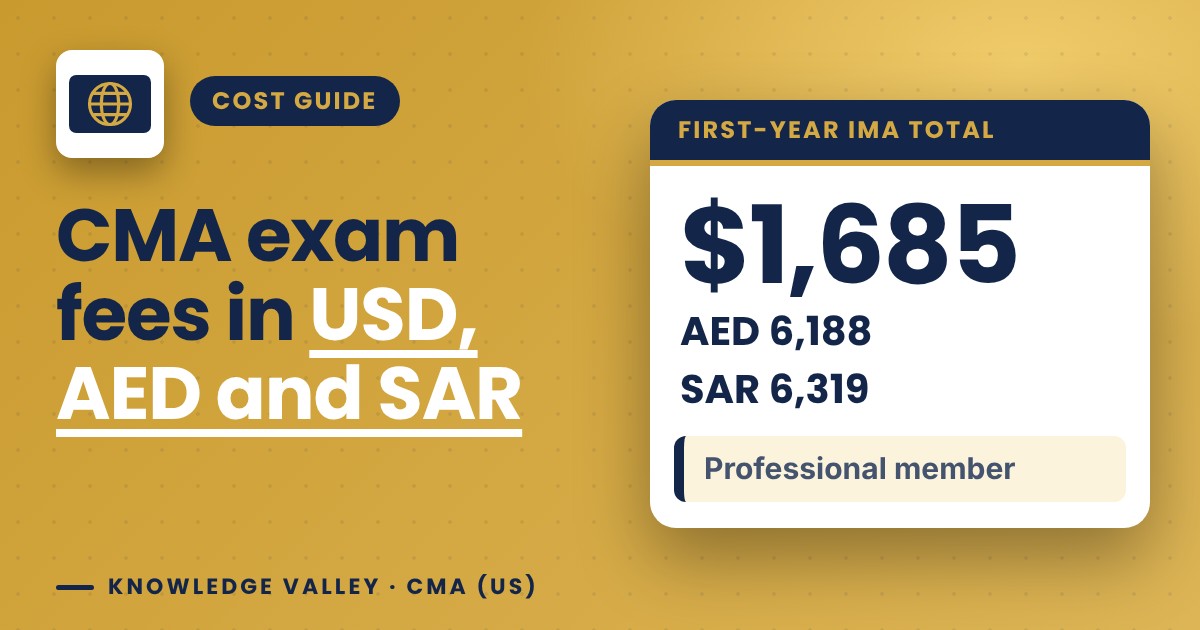 COST GUIDE
CMA exam
fees in USD,
AED and SAR
FIRST-YEAR IMA TOTAL
$1,685
AED 6,188
SAR 6,319
Professional member
KNOWLEDGE VALLEY · CMA (US)